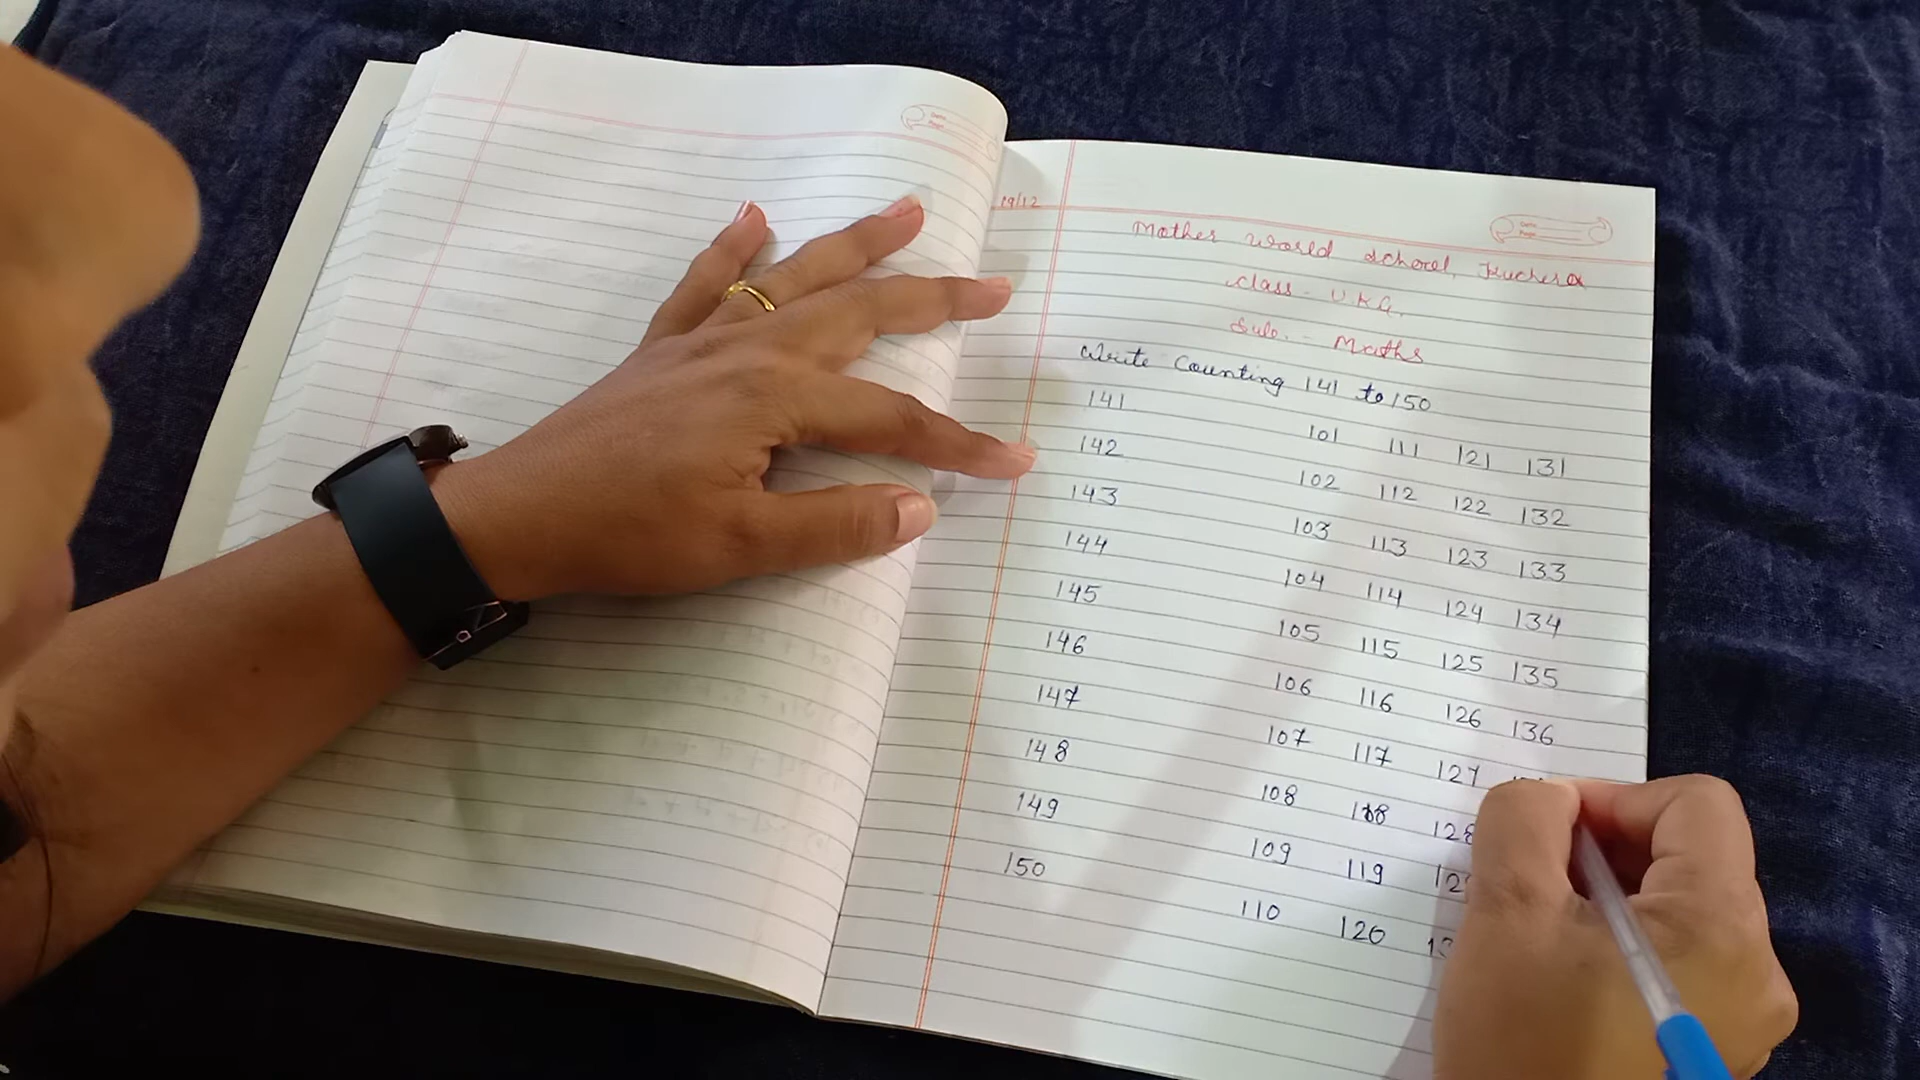 19/12
Mother World School, Kuchera
Class - U.K.G.
Sub. - Maths
Write Counting 141 to 150
141 101 111 121 131
142 102 112 122 132
143 103 113 123 133
144 104 114 124 134
145 105 115 125 135
146 106 116 126 136
147 107 117 127
148 108 118 128
149 109 119
150 110 120